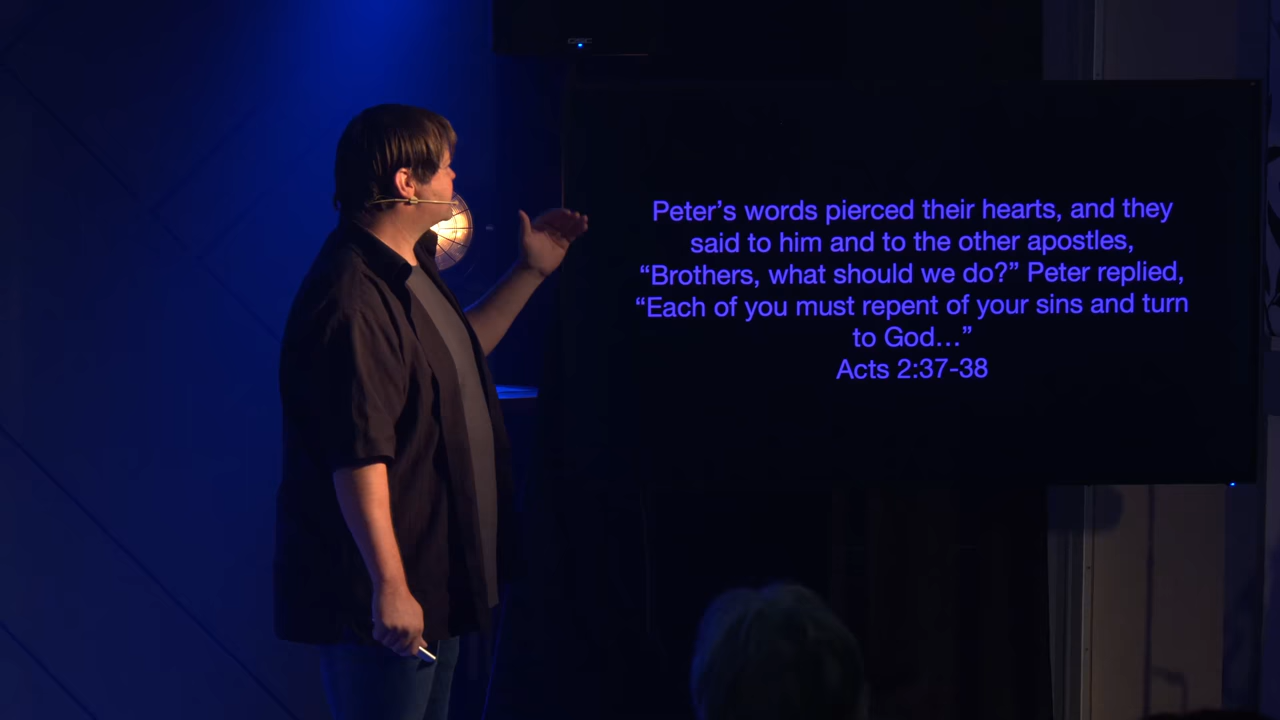 Peter’s words pierced their hearts, and they
said to him and to the other apostles,
“Brothers, what should we do?” Peter replied,
“Each of you must repent of your sins and turn
to God…”
Acts 2:37-38